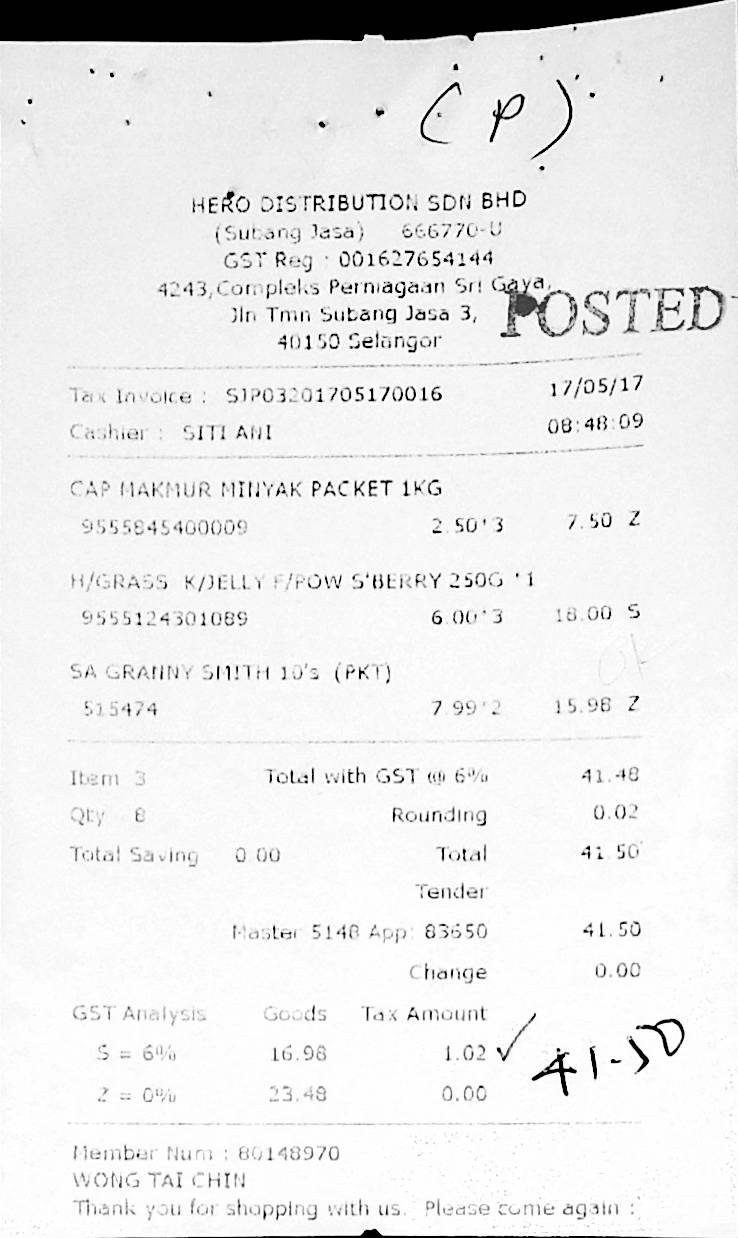 (P)
HERO DISTRIBUTION SDN BHD
(Subang Jasa) 666770-U
GST Reg : 001627654144
4243,Compleks Perniagaan Sri Gaya,
Jln Tmn Subang Jasa 3,
POSTED
40150 Selangor
Tax Invoice : SJP03201705170016 17/05/17
Cashier : SITI ANI 08:48:09
CAP MAKMUR MINYAK PACKET 1KG
9555845400009 2.50*3 7.50 Z
H/GRASS K/JELLY F/POW S'BERRY 250G *1
9555124301089 6.00*3 18.00 S
SA GRANNY SMITH 10's (PKT)
515474 7.99*2 15.98 Z
Item 3 Total with GST @ 6% 41.48
Qty 8 Rounding 0.02
Total Saving 0.00 Total 41.50
Tender
Master 5148 App: 83650 41.50
Change 0.00
GST Analysis Goods Tax Amount
S = 6% 16.98 1.02 ✓ 41-50
Z = 0% 23.48 0.00
Member Num : 80148970
WONG TAI CHIN
Thank you for shopping with us. Please come again :